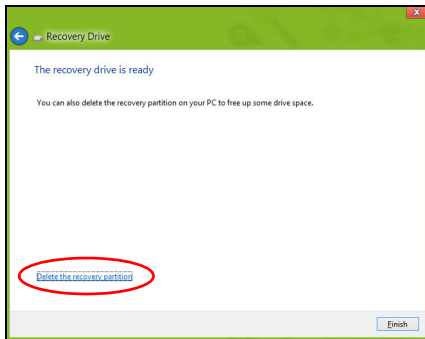 x
Recovery Drive
The recovery drive is ready
You can also delete the recovery partition on your PC to free up some drive space.
Delete the recovery partition
Finish